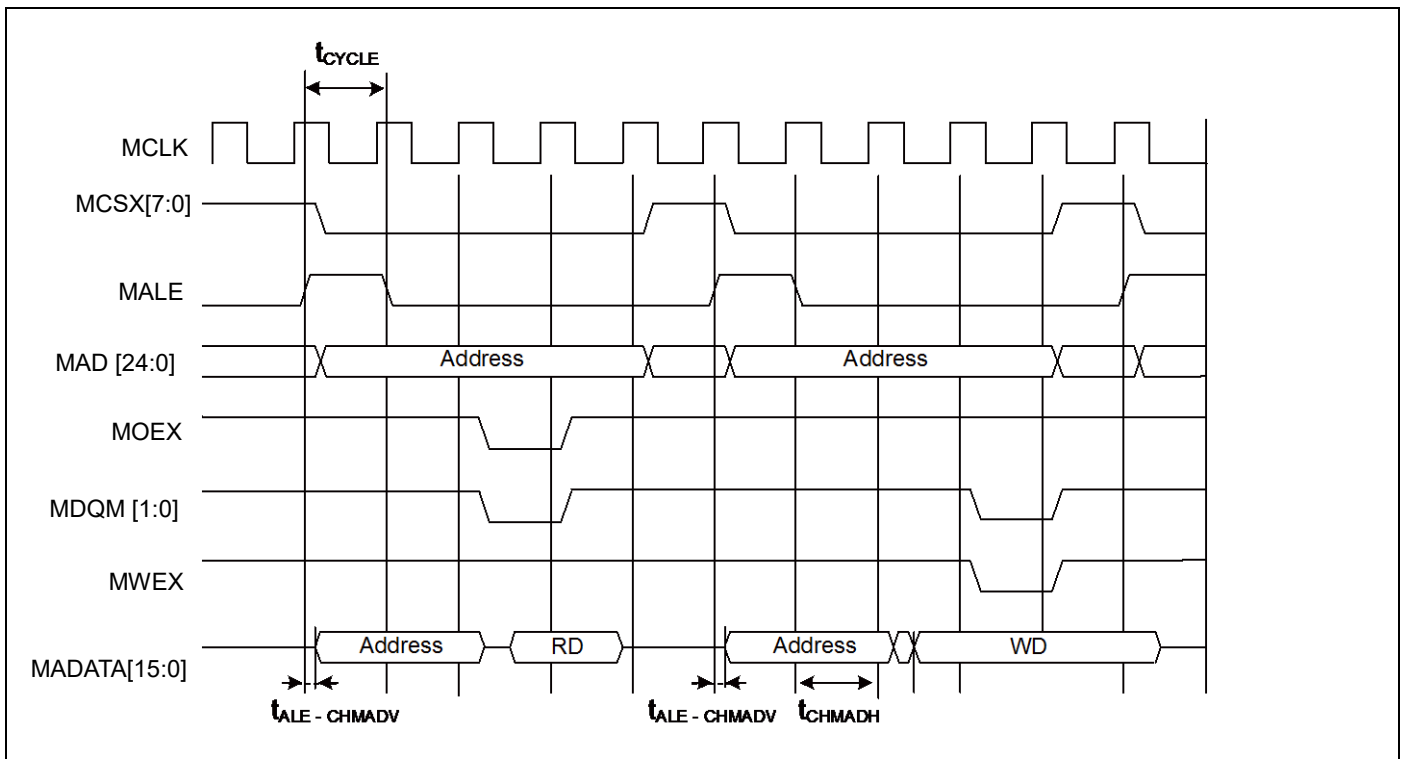 tCYCLE
MCLK
MCSX[7:0]
MALE
MAD [24:0] Address Address
MOEX
MDQM [1:0]
MWEX
MADATA[15:0] Address RD Address WD
tALE - CHMADV tALE - CHMADV tCHMADH